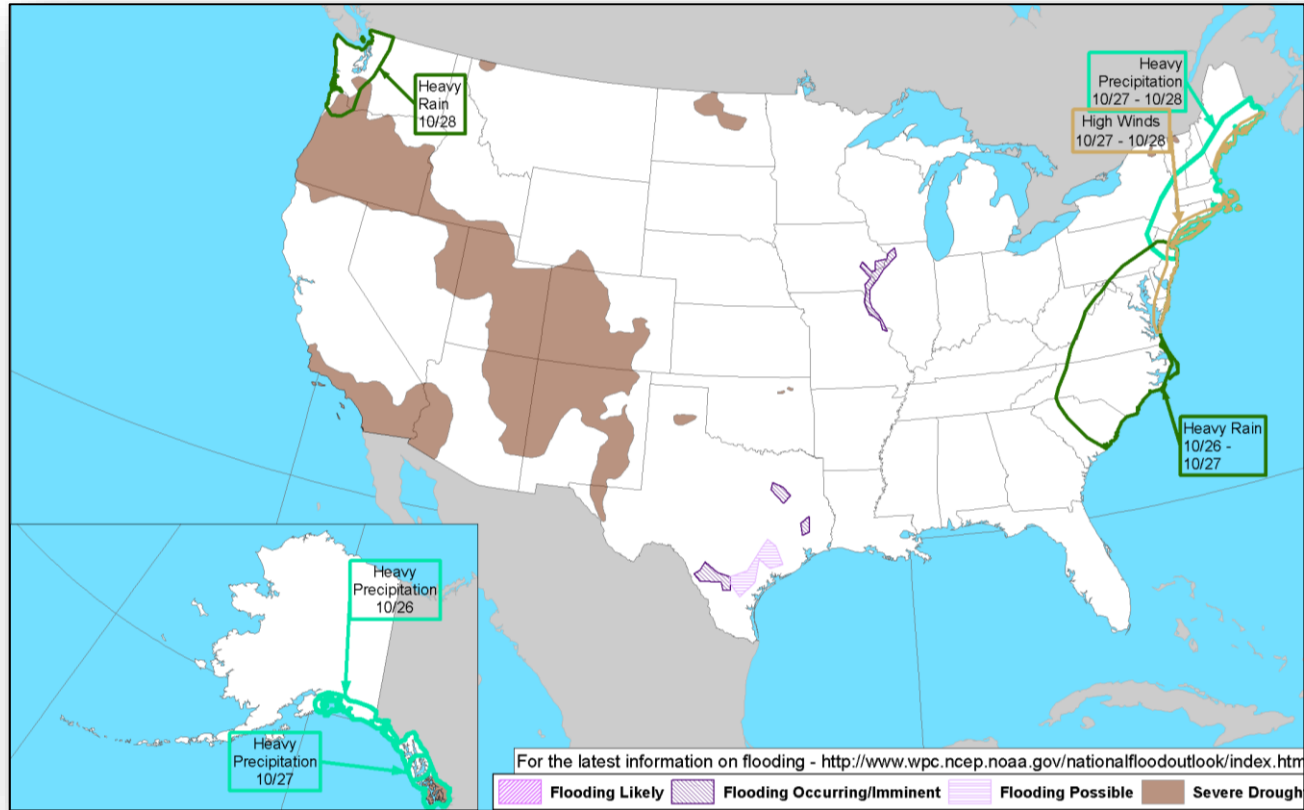 Heavy
Rain
10/28
Heavy
Precipitation
10/27 - 10/28
High Winds
10/27 - 10/28
Heavy Rain
10/26 -
10/27
Heavy
Precipitation
10/26
Heavy
Precipitation
10/27
For the latest information on flooding - http://www.wpc.ncep.noaa.gov/nationalfloodoutlook/index.htm
Flooding Likely Flooding Occurring/Imminent Flooding Possible Severe Drough